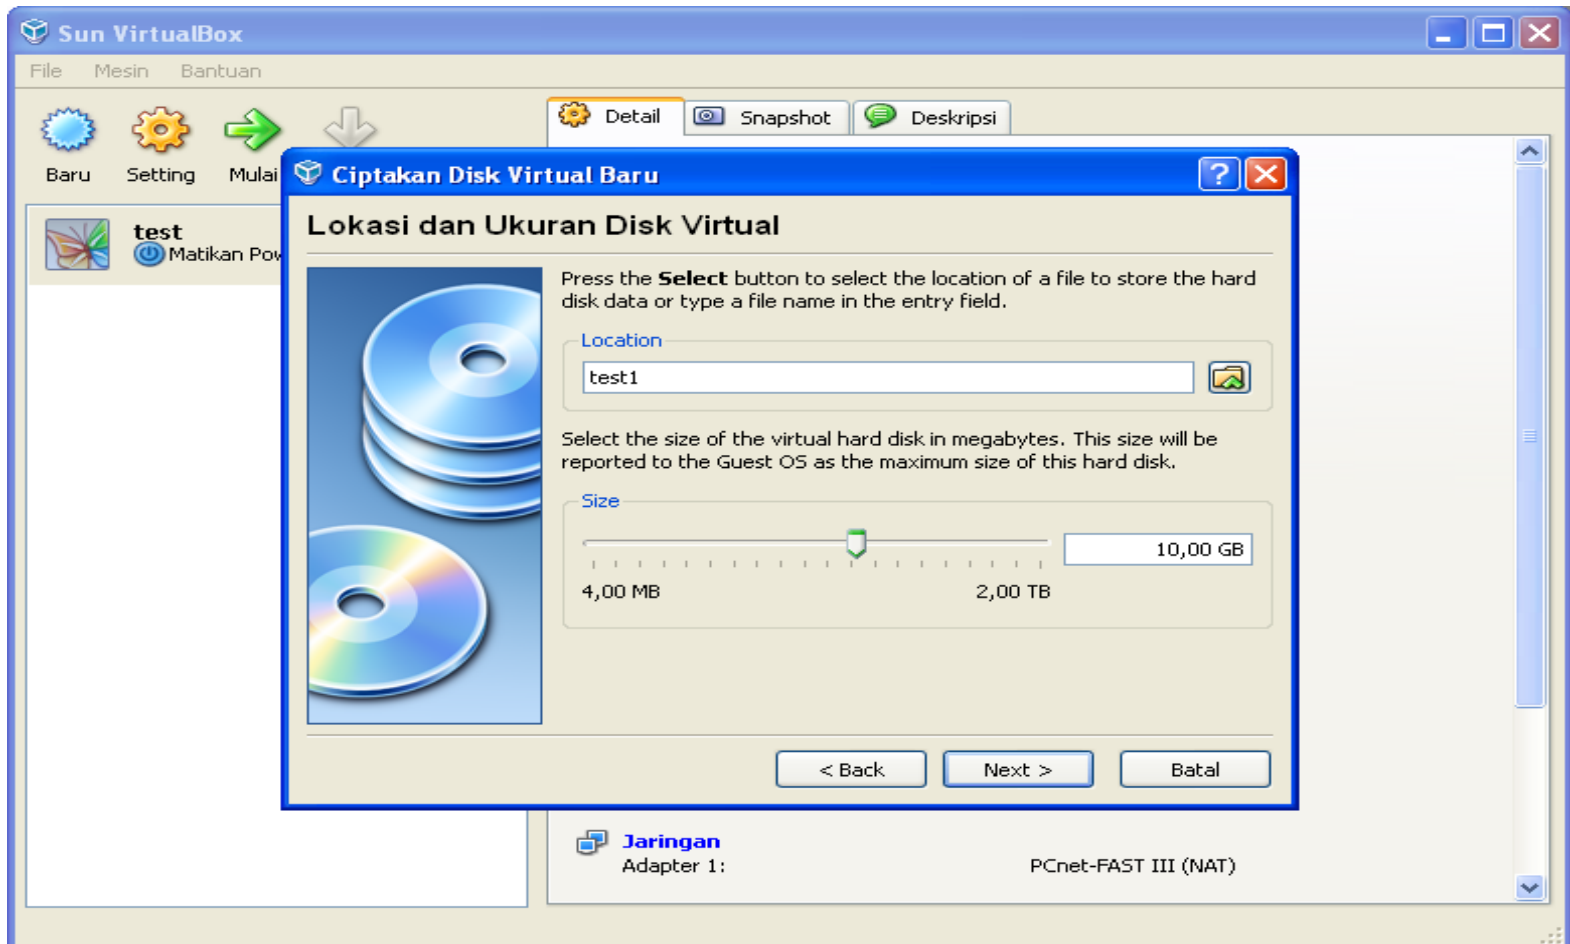 Sun VirtualBox
File Mesin Bantuan
Baru Setting Mulai
Detail Snapshot Deskripsi
test
Matikan
Ciptakan Disk Virtual Baru
Lokasi dan Ukuran Disk Virtual
Press the Select button to select the location of a file to store the hard
disk data or type a file name in the entry field.
Location
test1
Select the size of the virtual hard disk in megabytes. This size will be
reported to the Guest OS as the maximum size of this hard disk.
Size
10,00 GB
4,00 MB 2,00 TB
< Back Next > Batal
Jaringan
Adapter 1: PCnet-FAST III (NAT)